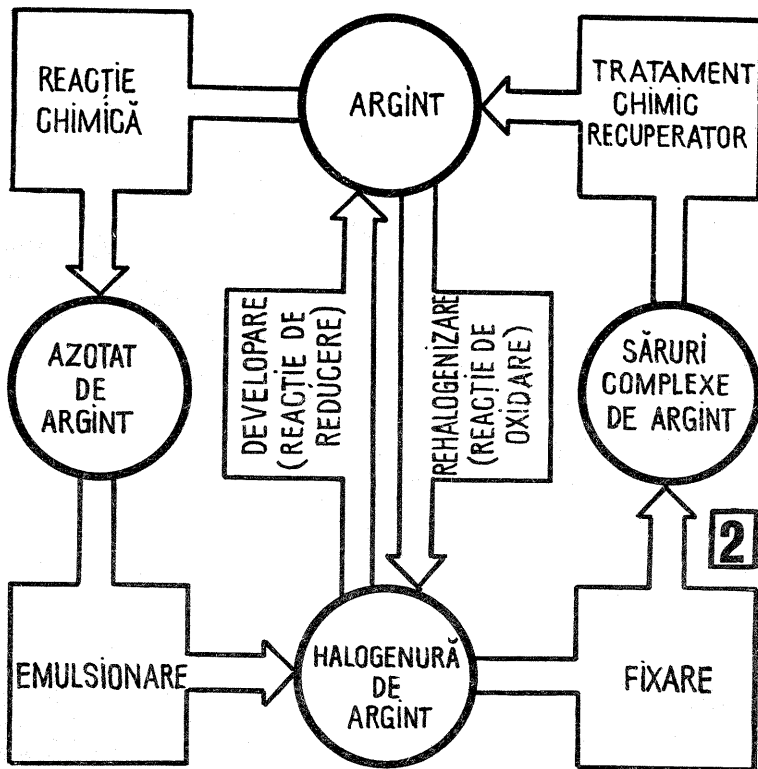 REACȚIE
CHIMICĂ
ARGINT
TRATAMENT
CHIMIC
RECUPERATOR
AZOTAT
DE
ARGINT
DEVELOPARE
(REACȚIE DE
REDUCERE)
REHALOGENIZARE
(REACȚIE DE
OXIDARE)
SĂRURI
COMPLEXE
DE ARGINT
2
EMULSIONARE
HALOGENURĂ
DE
ARGINT
FIXARE